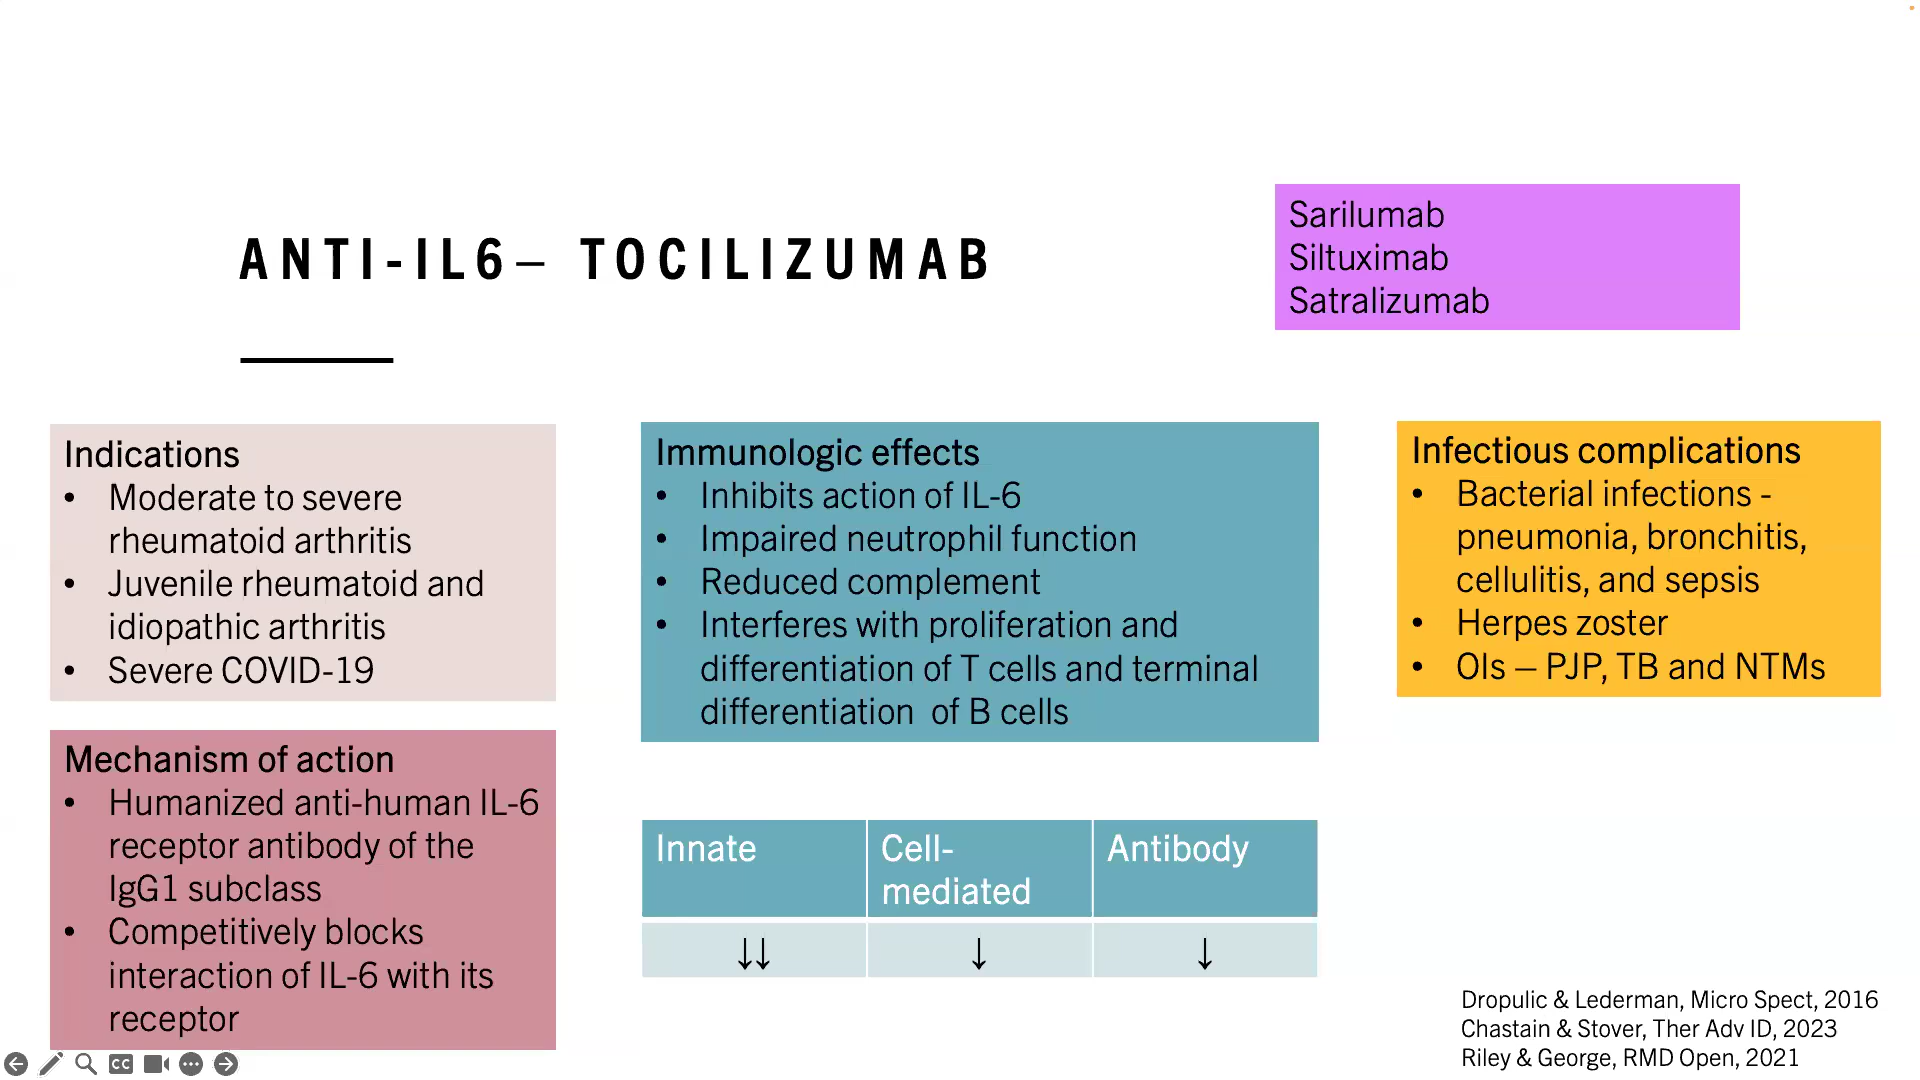 ANTI-IL6– TOCILIZUMAB
Sarilumab
Siltuximab
Satralizumab
Indications
• Moderate to severe
rheumatoid arthritis
• Juvenile rheumatoid and
idiopathic arthritis
• Severe COVID-19
Mechanism of action
• Humanized anti-human IL-6
receptor antibody of the
IgG1 subclass
• Competitively blocks
interaction of IL-6 with its
receptor
Immunologic effects
• Inhibits action of IL-6
• Impaired neutrophil function
• Reduced complement
• Interferes with proliferation and
differentiation of T cells and terminal
differentiation of B cells
Innate
Cell-
mediated
Antibody
↓↓
↓
↓
Infectious complications
• Bacterial infections -
pneumonia, bronchitis,
cellulitis, and sepsis
• Herpes zoster
• OIs – PJP, TB and NTMs
Dropulic & Lederman, Micro Spect, 2016
Chastain & Stover, Ther Adv ID, 2023
Riley & George, RMD Open, 2021
CC